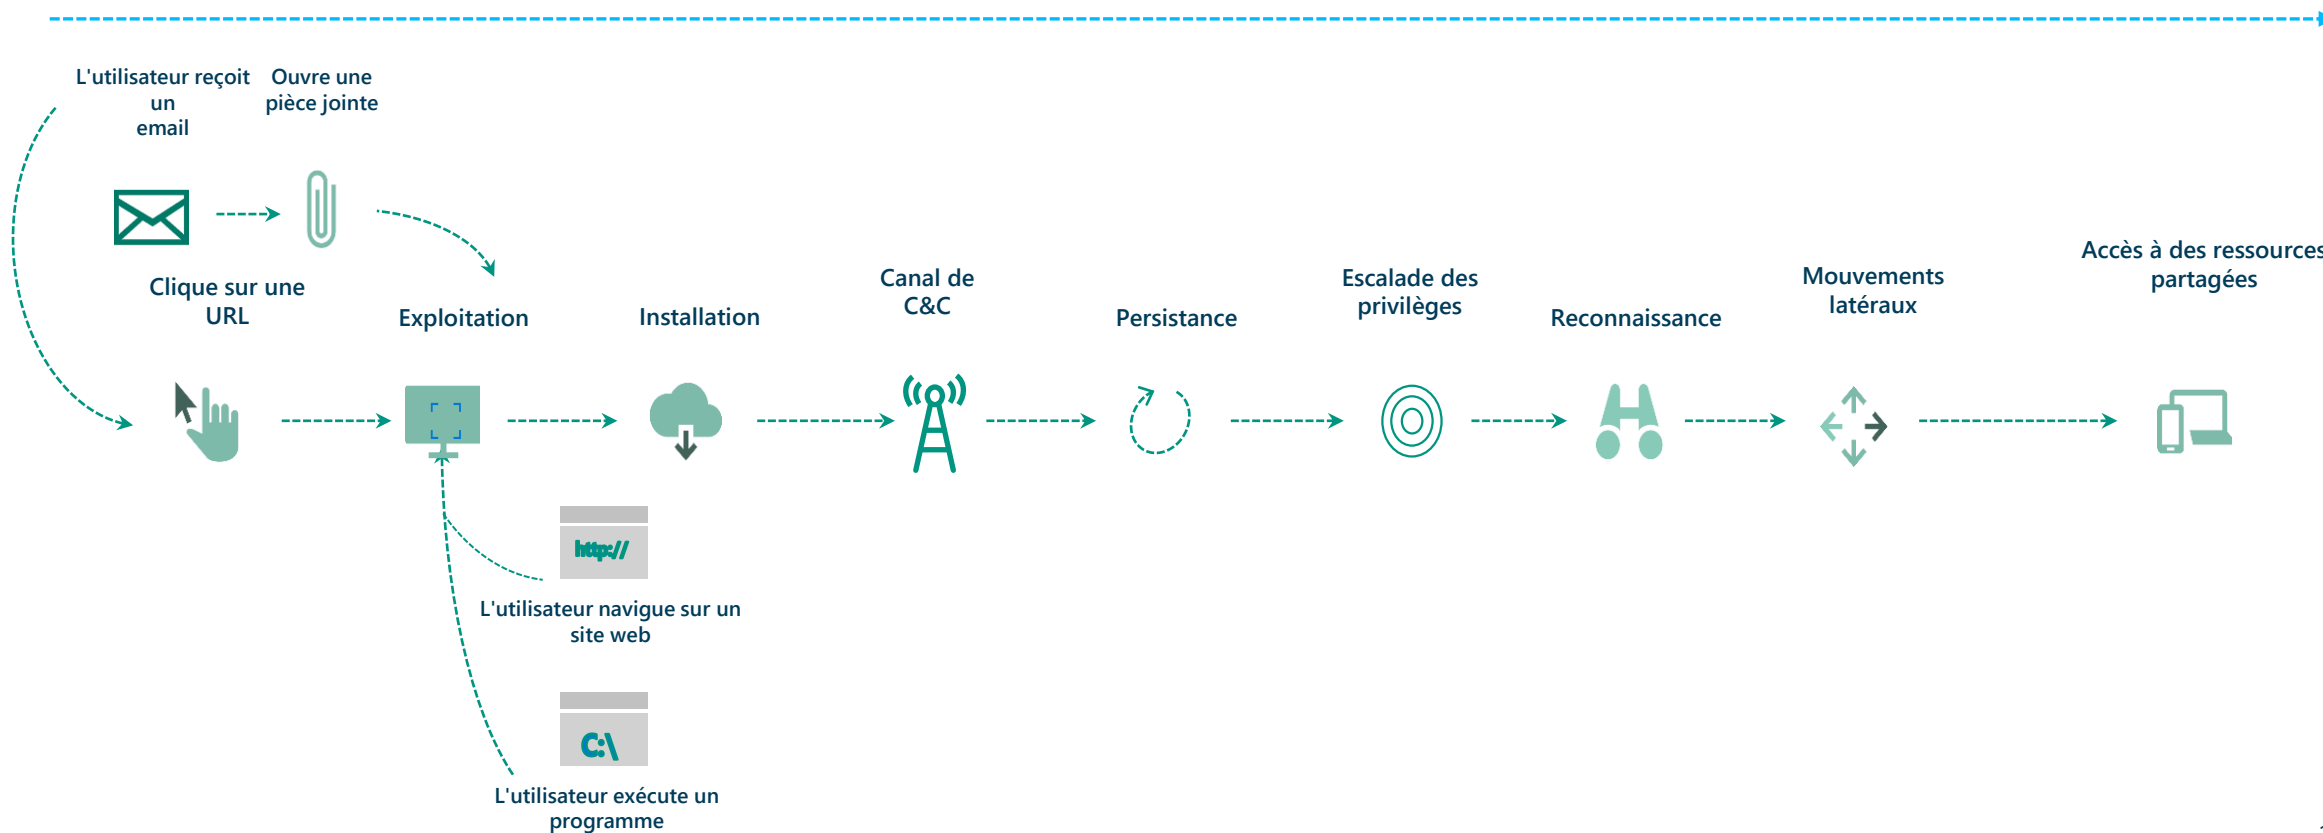 L'utilisateur reçoit
un
email
Ouvre une
pièce jointe
Clique sur une
URL
Exploitation
Installation
Canal de
C&C
Persistance
Escalade des
privilèges
Reconnaissance
Mouvements
latéraux
Accès à des ressources
partagées
http://
L'utilisateur navigue sur un
site web
C:\
L'utilisateur exécute un
programme